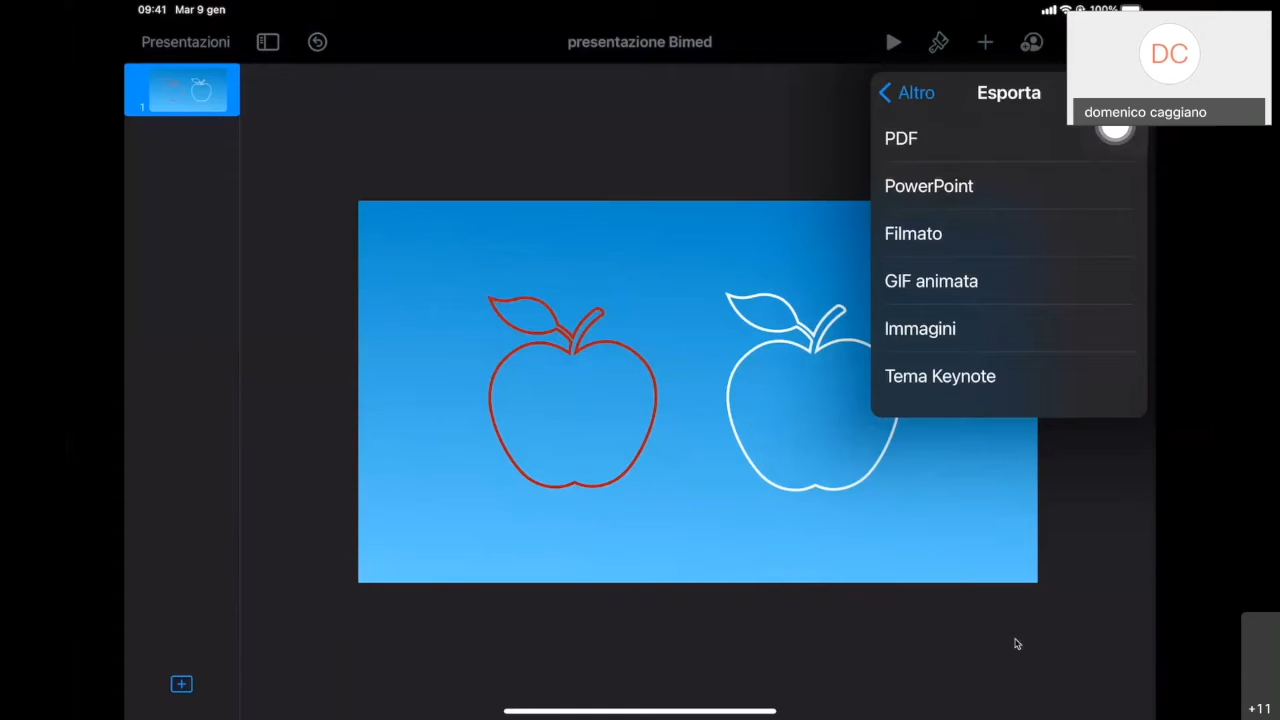 09:41 Mar 9 gen
100%
Presentazioni
presentazione Bimed
DC
domenico caggiano
1
Altro
Esporta
PDF
PowerPoint
Filmato
GIF animata
Immagini
Tema Keynote
+11